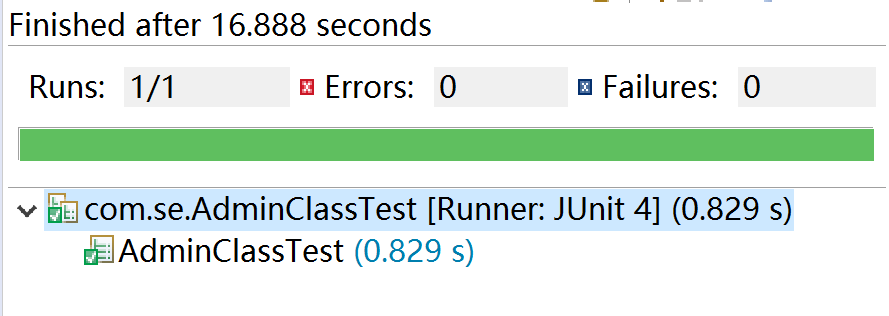 Finished after 16.888 seconds
Runs: 1/1 Errors: 0 Failures: 0
com.se.AdminClassTest [Runner: JUnit 4] (0.829 s)
AdminClassTest (0.829 s)